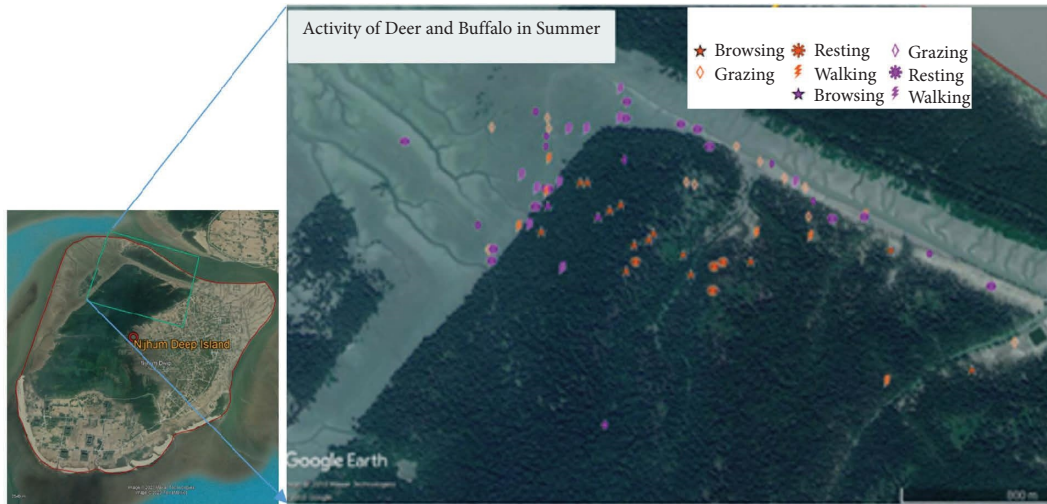 Activity of Deer and Buffalo in Summer
Browsing
Resting
Grazing
Grazing
Walking
Resting
Browsing
Walking
Nijhum Deep Island
Google Earth
800 m